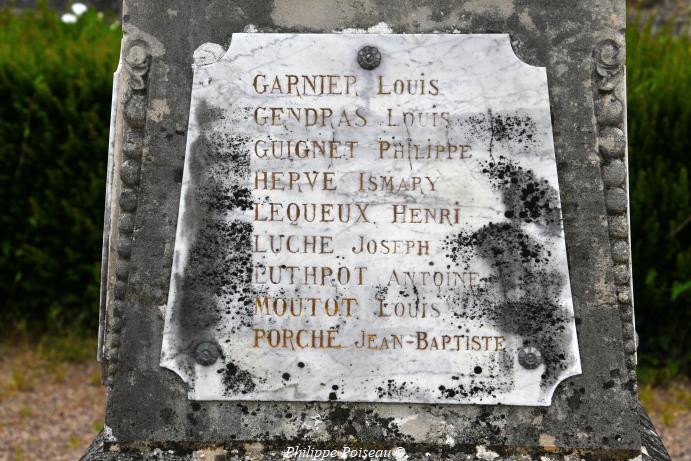 GARNIER Louis
GENDRAS Louis
GUIGNET Philippe
HERVÉ Ismary
LEQUEUX Henri
LUCHE Joseph
LUTHPOT Antoine
MOUTOT Louis
PORCHÉ Jean-Baptiste
Philippe Poiseau ©